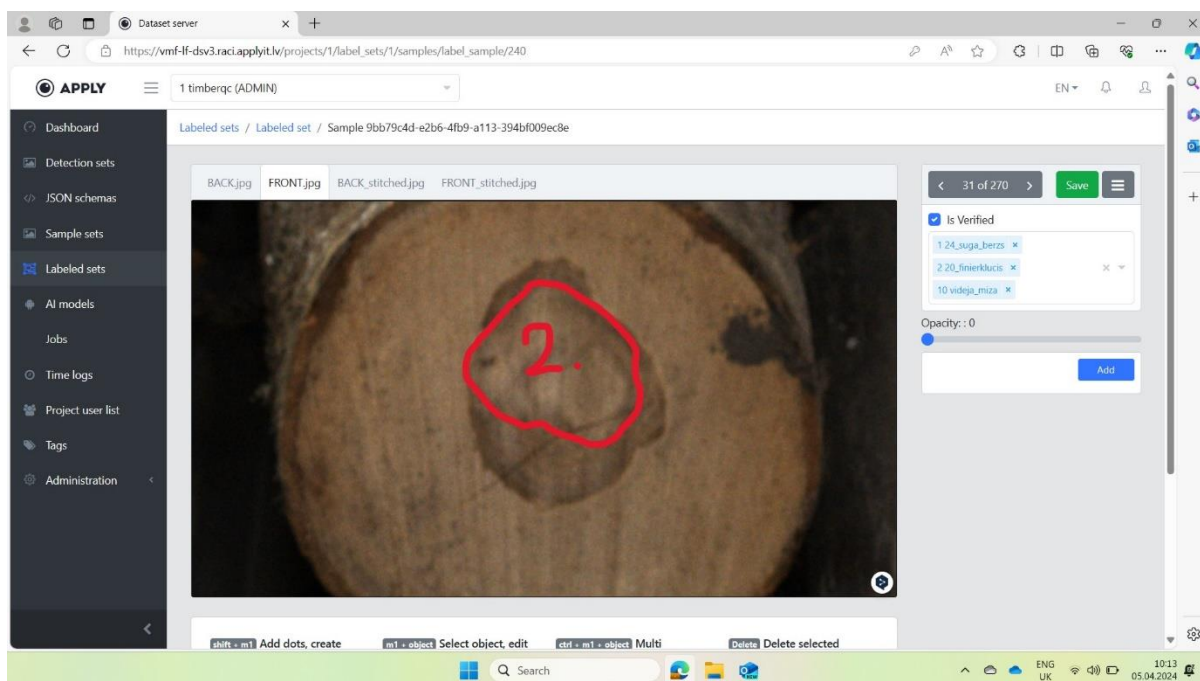 Dataset server
https://vmf-lf-dsv3.raci.applyit.lv/projects/1/label_sets/1/samples/label_sample/240
APPLY
1 timberqc (ADMIN)
EN
Dashboard
Labeled sets / Labeled set / Sample 9bb79c4d-e2b6-4fb9-a113-394bf009ec8e
Detection sets
JSON schemas
Sample sets
Labeled sets
AI models
Jobs
Time logs
Project user list
Tags
Administration
BACK.jpg FRONT.jpg BACK_stitched.jpg FRONT_stitched.jpg
2.
31 of 270
Save
Is Verified
1 24_suga_berzs ×
2 20_finierklucis ×
10 videja_miza ×
Opacity: : 0
Add
shift + m1 Add dots, create
m1 + object Select object, edit
ctrl + m1 + object Multi
Delete Delete selected
Search
ENG
UK
10:13
05.04.2024